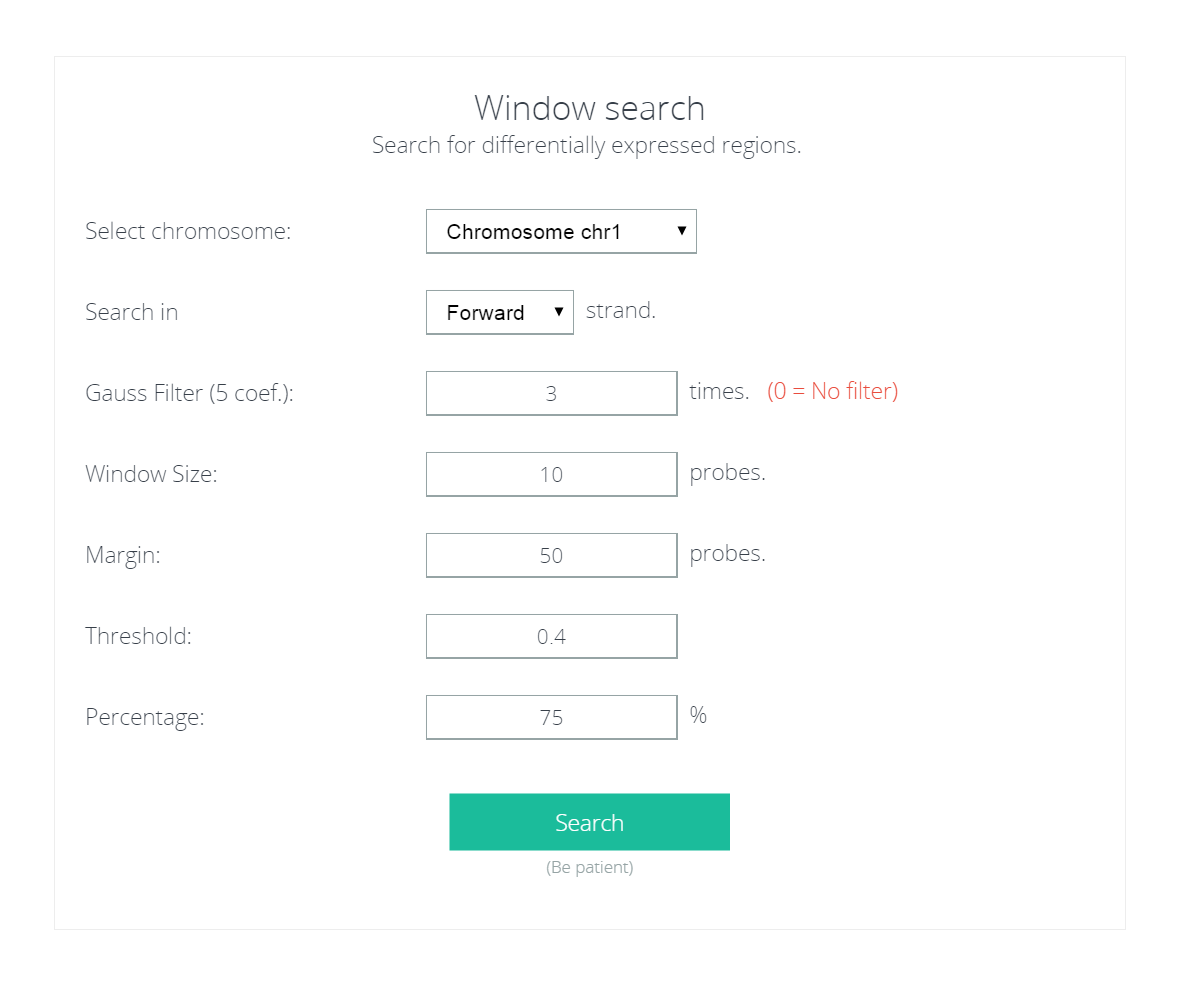 Window search
Search for differentially expressed regions.
Select chromosome: Chromosome chr1
Search in Forward strand.
Gauss Filter (5 coef.): 3 times. (0 = No filter)
Window Size: 10 probes.
Margin: 50 probes.
Threshold: 0.4
Percentage: 75 %
Search
(Be patient)